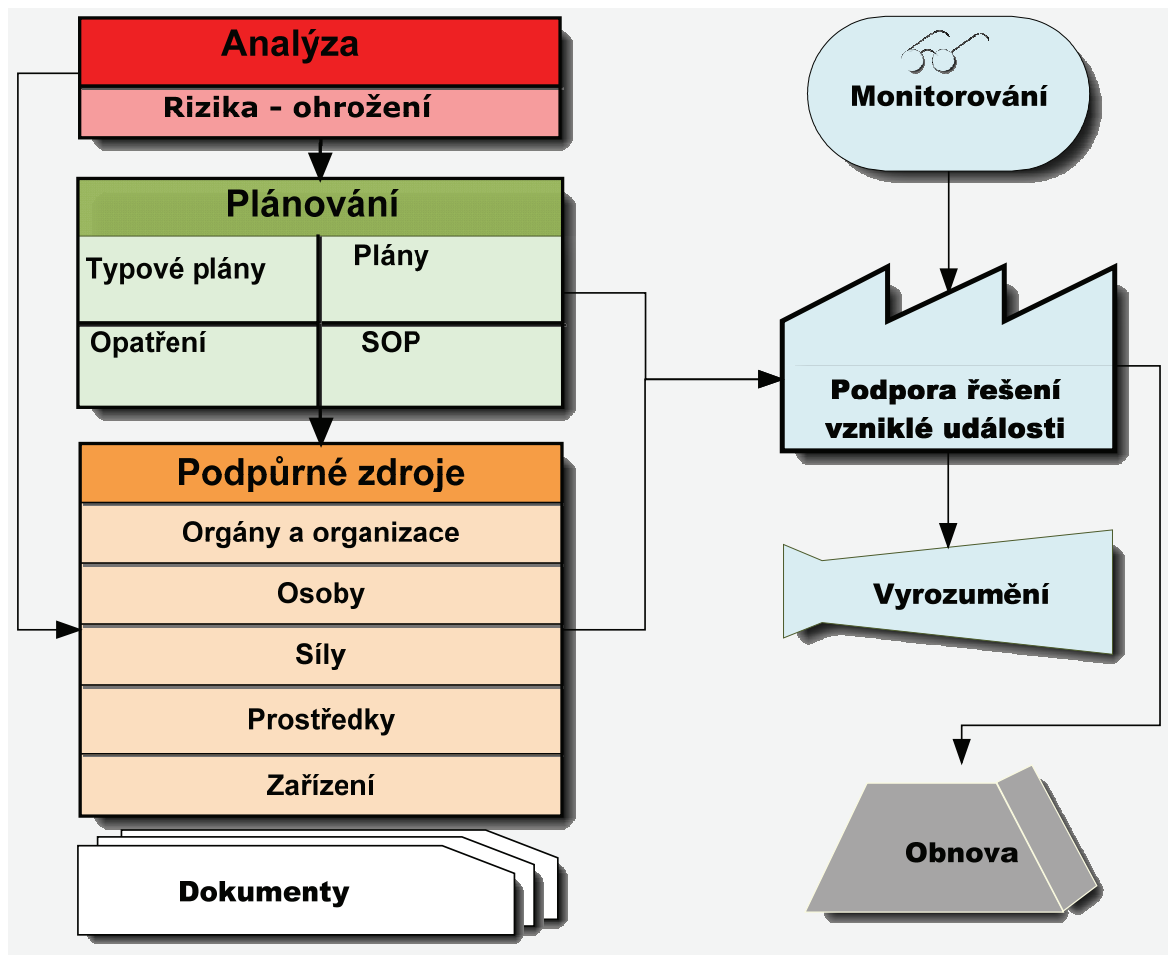 Analýza
Rizika - ohrožení
Plánování
Typové plány
Plány
Opatření
SOP
Podpůrné zdroje
Orgány a organizace
Osoby
Síly
Prostředky
Zařízení
Dokumenty
Monitorování
Podpora řešení
vzniklé události
Vyrozumění
Obnova